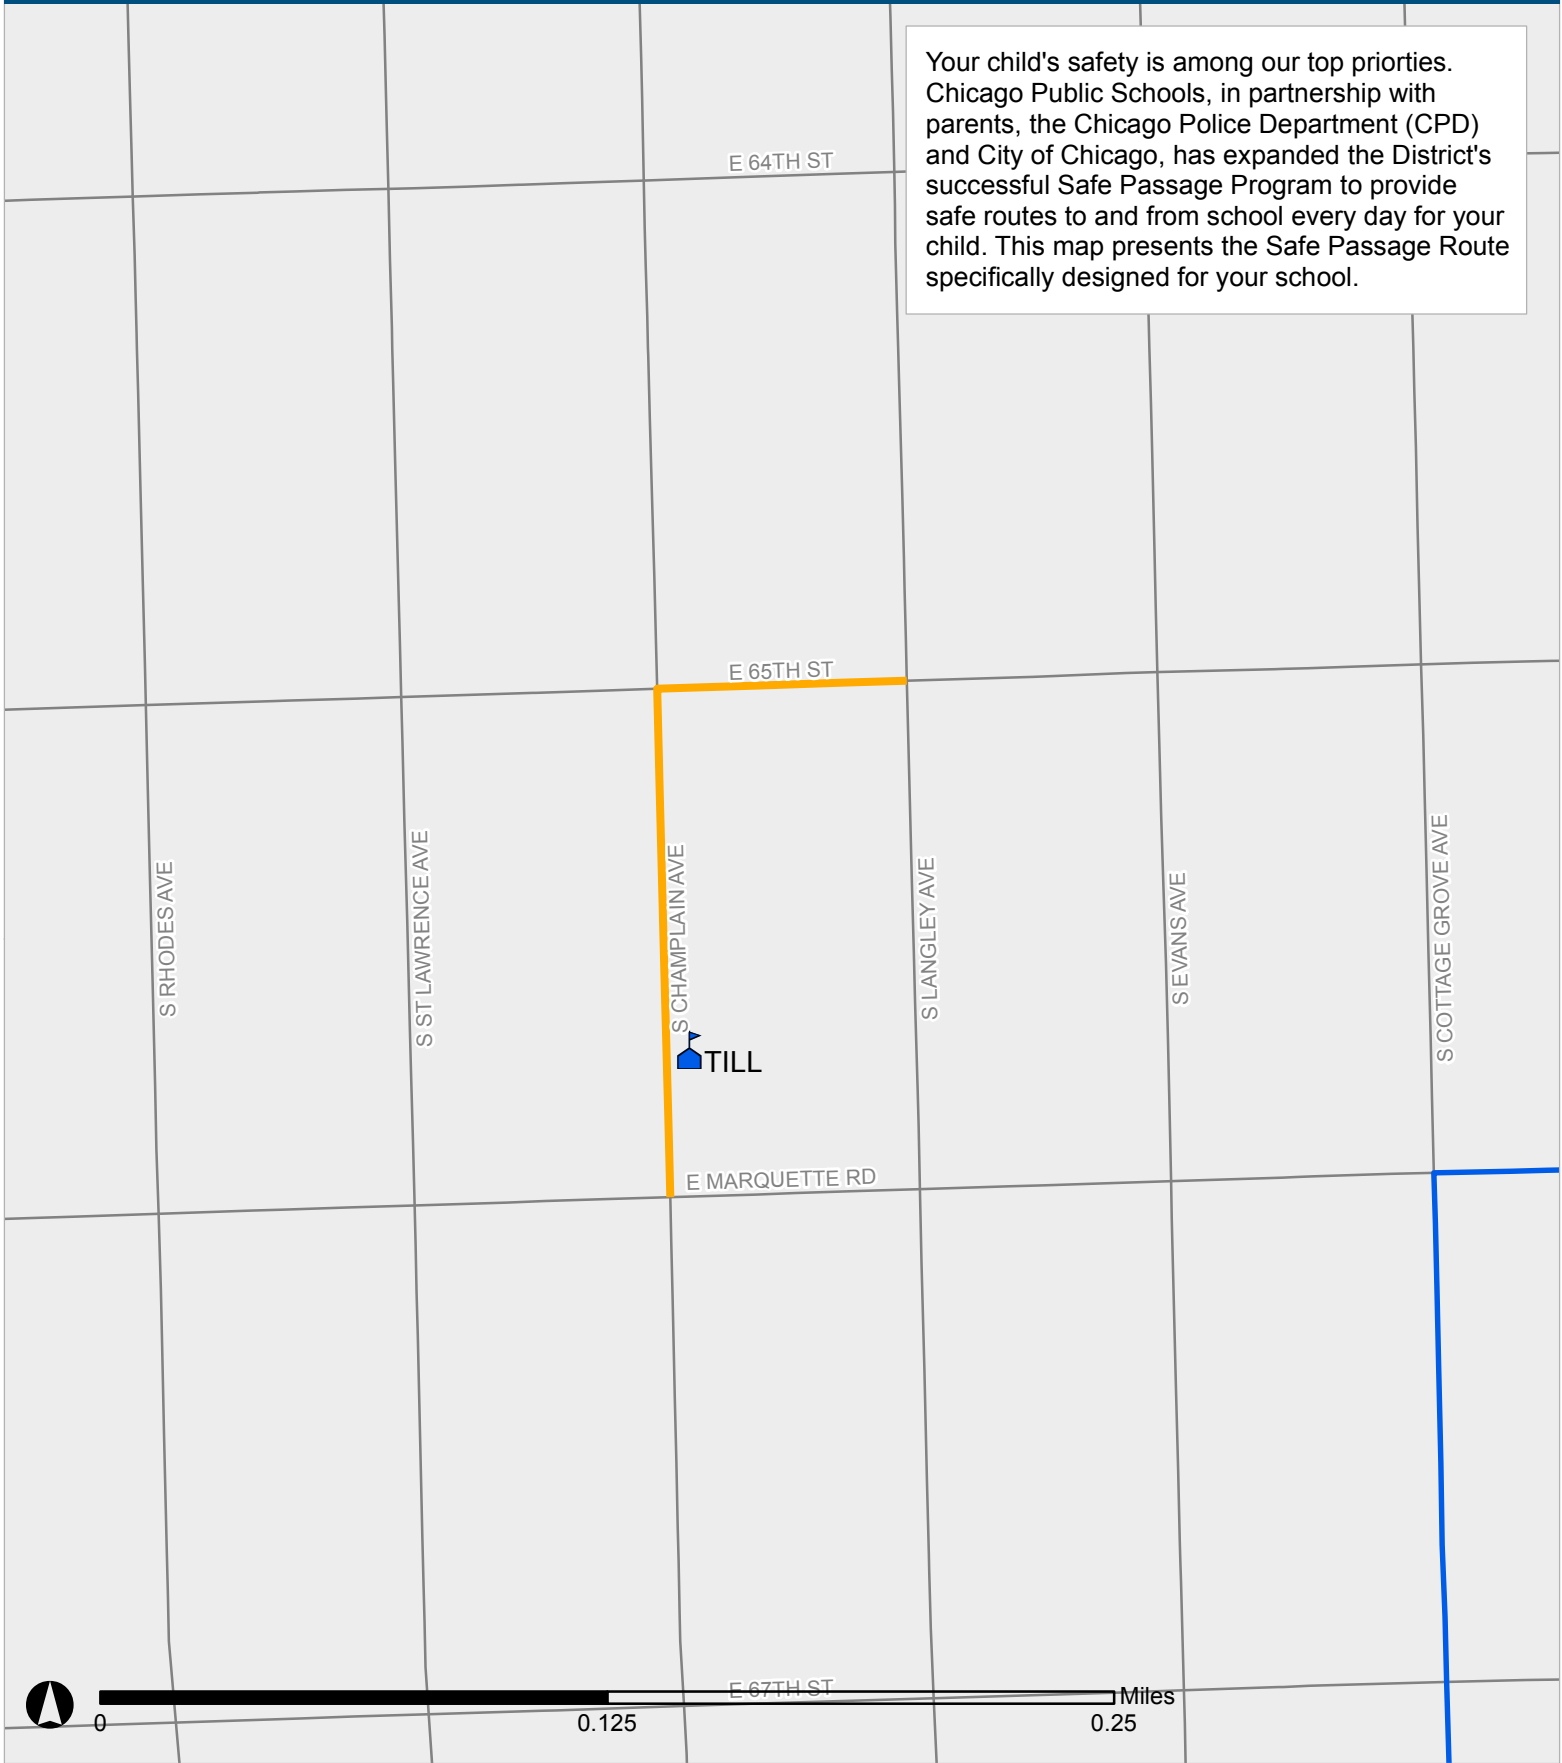 Your child's safety is among our top priorties.
Chicago Public Schools, in partnership with
parents, the Chicago Police Department (CPD)
and City of Chicago, has expanded the District's
successful Safe Passage Program to provide
safe routes to and from school every day for your
child. This map presents the Safe Passage Route
specifically designed for your school.
E 64TH ST
E 65TH ST
S RHODES AVE
S ST LAWRENCE AVE
S CHAMPLAIN AVE
S LANGLEY AVE
S EVANS AVE
S COTTAGE GROVE AVE
TILL
E MARQUETTE RD
E 67TH ST
Miles
0
0.125
0.25